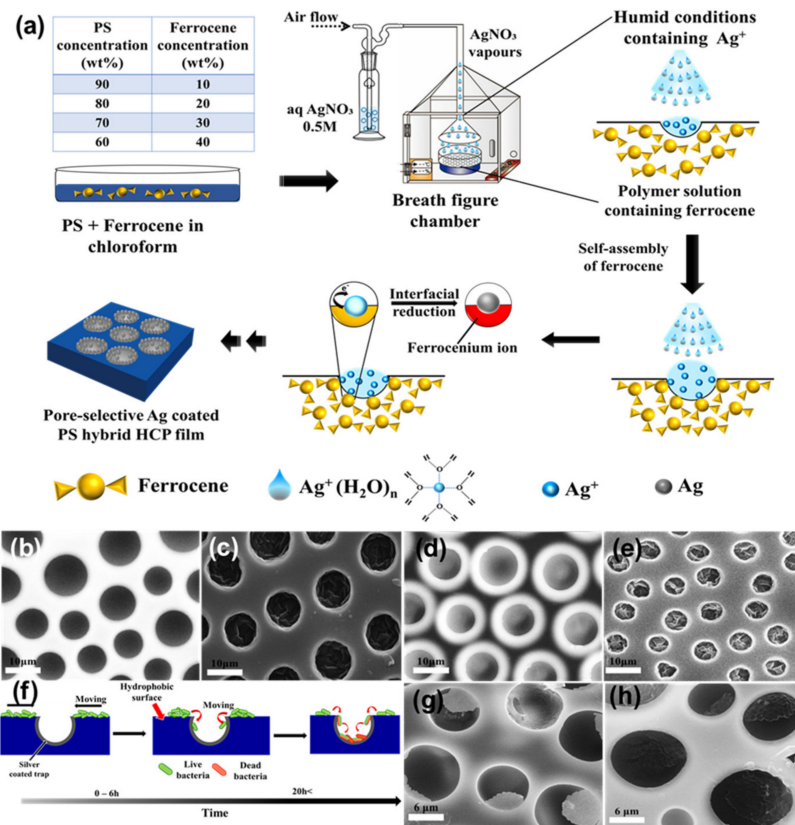 (a)
PS
concentration
(wt%)
Ferrocene
concentration
(wt%)
90 10
80 20
70 30
60 40
PS + Ferrocene in
chloroform
Air flow
aq AgNO₃
0.5M
AgNO₃
vapours
Breath figure
chamber
Humid conditions
containing Ag⁺
Polymer solution
containing ferrocene
Self-assembly
of ferrocene
e⁻
Interfacial
reduction
Ferrocenium ion
Pore-selective Ag coated
PS hybrid HCP film
Ferrocene
Ag⁺ (H2O)n
H H
O
H H
O O
H H
O
H H
Ag⁺
Ag
(b)
10μm
(c)
10μm
(d)
10μm
(e)
10μm
(f)
Moving
Silver
coated trap
Hydrophobic
surface
Moving
Live
bacteria
Dead
bacteria
0 – 6h
20h<
Time
(g)
6 μm
(h)
6 μm